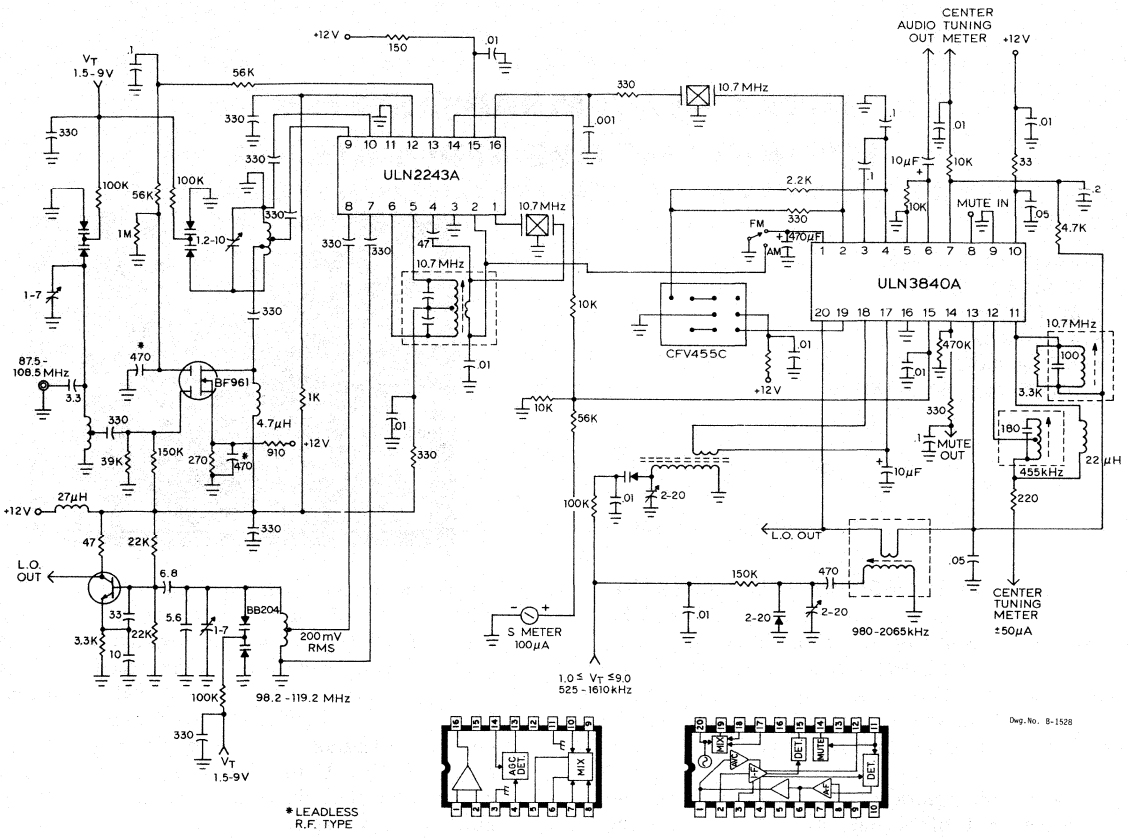 CENTER
AUDIO TUNING
OUT METER
+12V
+12V
150
.01
VT
1.5-9V
.1
56K
330
10.7 MHz
330
.001
.01
.01
330
330
100K
56K
100K
330
330
9 10 11 12 13 14 15 16
ULN2243A
8 7 6 5 4 3 2 1
.1
.1
10µF
+
10K
10K
33
.2
2.2K
330
MUTE IN
.05
1M
1.2-10
330
330
47
10.7MHz
FM
AM
+
470µF
4.7K
1 2 3 4 5 6 7 8 9 10
ULN3840A
20 19 18 17 16 15 14 13 12 11
10.7 MHz
1-7
330
10K
CFV455C
.01
+12V
.01
470K
10.7MHz
100
3.3K
87.5-
108.5 MHz
3.3
*
470
BF961
.01
1K
10K
56K
330
.1
MUTE
OUT
180
455kHz
22µH
330
4.7µH
.01
39K
150K
270
*
470
910
+12V
330
+
10µF
27µH
+12V
330
100K
.01
2-20
220
L.O. OUT
47
22K
L.O.
OUT
6.8
.05
33
5.6
1-7
BB204
200mV
RMS
150K
470
2-20
2-20
.01
980-2065kHz
CENTER
TUNING
METER
±50µA
3.3K
10
22K
- +
S METER
100µA
98.2-119.2 MHz
100K
330
VT
1.5-9V
1.0 ≤ VT ≤9.0
525-1610kHz
Dwg.No. B-1528
16 15 14 13 12 11 10 9
AGC
DET.
MIX
1 2 3 4 5 6 7 8
20 19 18 17 16 15 14 13 12 11
MIX
DET.
MUTE
AVC
I-F
DET.
A-F
1 2 3 4 5 6 7 8 9 10
*LEADLESS
R.F. TYPE